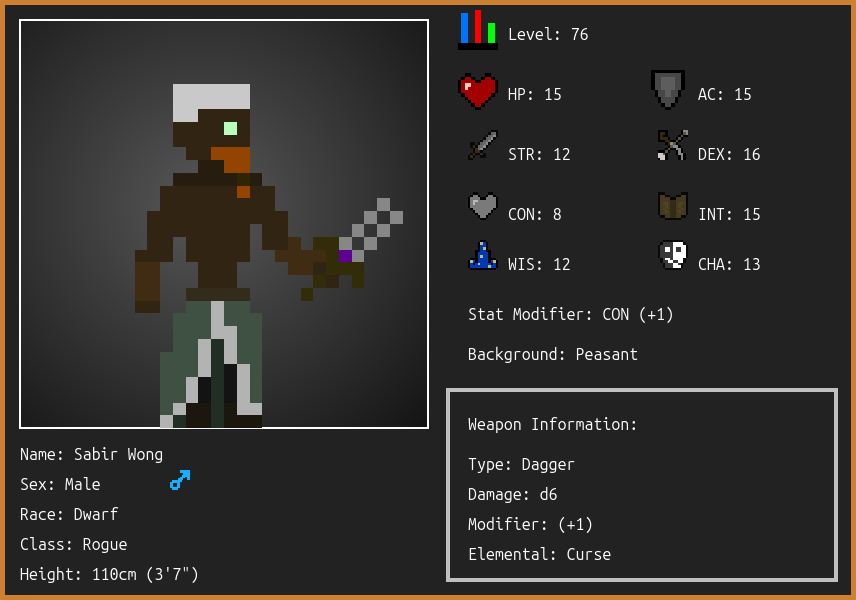 Level: 76
HP: 15
AC: 15
STR: 12
DEX: 16
CON: 8
INT: 15
WIS: 12
CHA: 13
Stat Modifier: CON (+1)
Background: Peasant
Weapon Information:
Type: Dagger
Damage: d6
Modifier: (+1)
Elemental: Curse
Name: Sabir Wong
Sex: Male
Race: Dwarf
Class: Rogue
Height: 110cm (3'7")